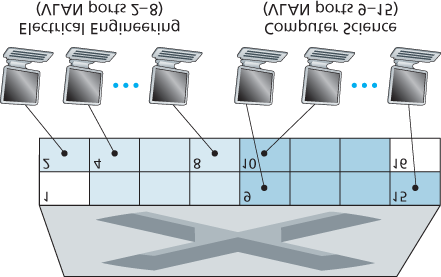 1
9
15
2
4
8
10
16
Electrical Engineering
(VLAN ports 2–8)
Computer Science
(VLAN ports 9–15)